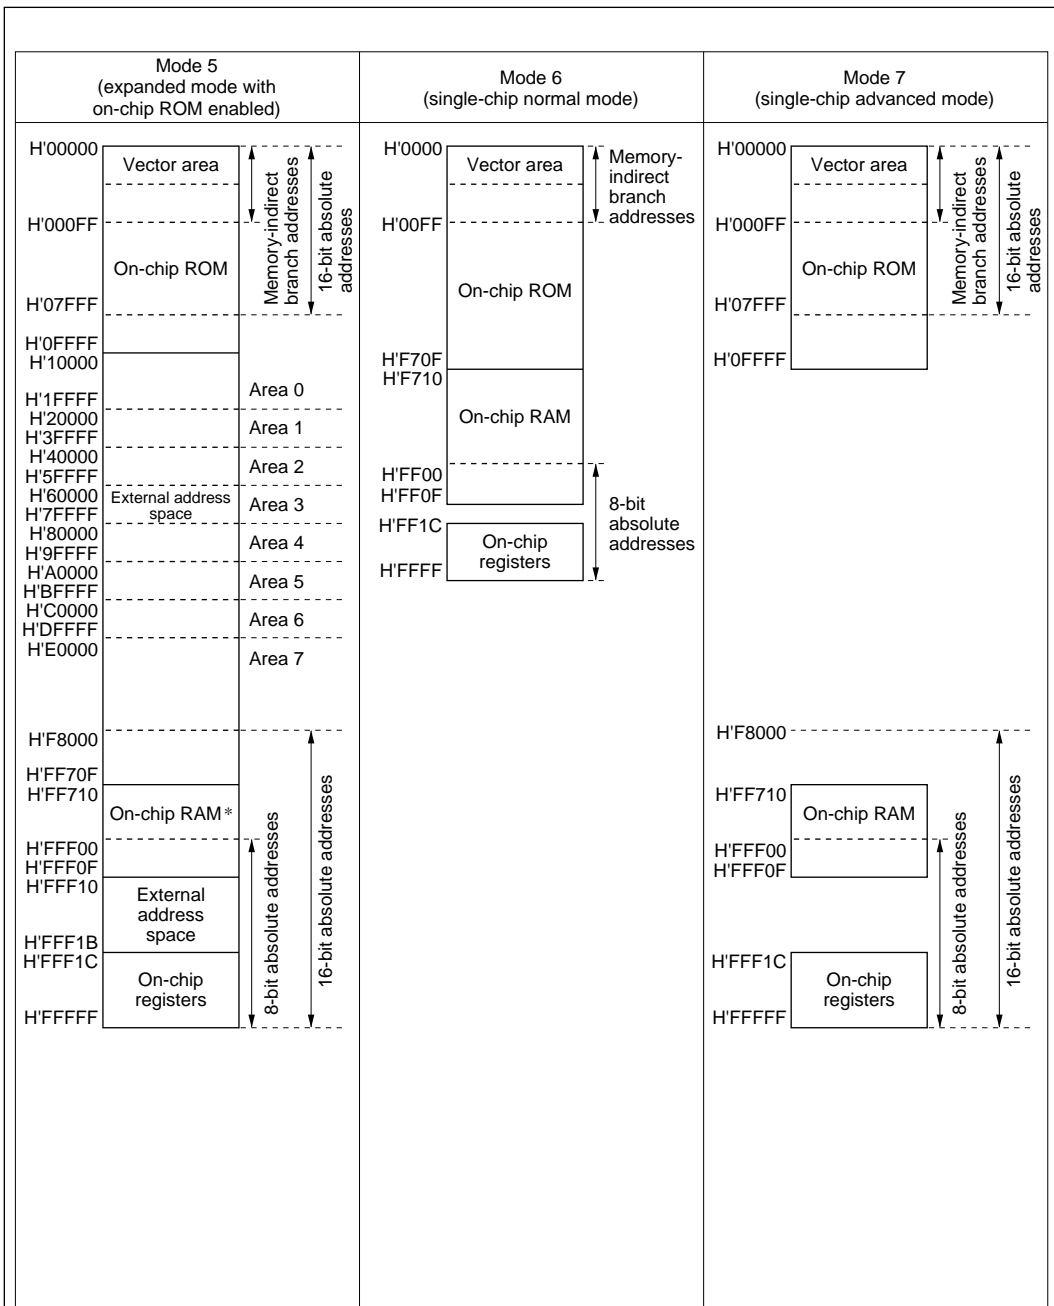 Mode 5
(expanded mode with
on-chip ROM enabled)
H'00000
Vector area
H'000FF
On-chip ROM
H'07FFF
H'0FFFF
H'10000
H'1FFFF
H'20000
H'3FFFF
H'40000
H'5FFFF
H'60000
H'7FFFF
H'80000
H'9FFFF
H'A0000
H'BFFFF
H'C0000
H'DFFFF
H'E0000
External address
space
Area 0
Area 1
Area 2
Area 3
Area 4
Area 5
Area 6
Area 7
Memory-indirect
branch addresses
16-bit absolute
addresses
H'F8000
H'FF70F
H'FF710
On-chip RAM*
H'FFF00
H'FFF0F
H'FFF10
External
address
space
H'FFF1B
H'FFF1C
On-chip
registers
H'FFFFF
8-bit absolute addresses
16-bit absolute addresses
Mode 6
(single-chip normal mode)
H'0000
Vector area
H'00FF
On-chip ROM
Memory-
indirect
branch
addresses
H'F70F
H'F710
On-chip RAM
H'FF00
H'FF0F
H'FF1C
On-chip
registers
H'FFFF
8-bit
absolute
addresses
Mode 7
(single-chip advanced mode)
H'00000
Vector area
H'000FF
On-chip ROM
H'07FFF
H'0FFFF
Memory-indirect
branch addresses
16-bit absolute
addresses
H'F8000
H'FF710
On-chip RAM
H'FFF00
H'FFF0F
H'FFF1C
On-chip
registers
H'FFFFF
8-bit absolute addresses
16-bit absolute addresses